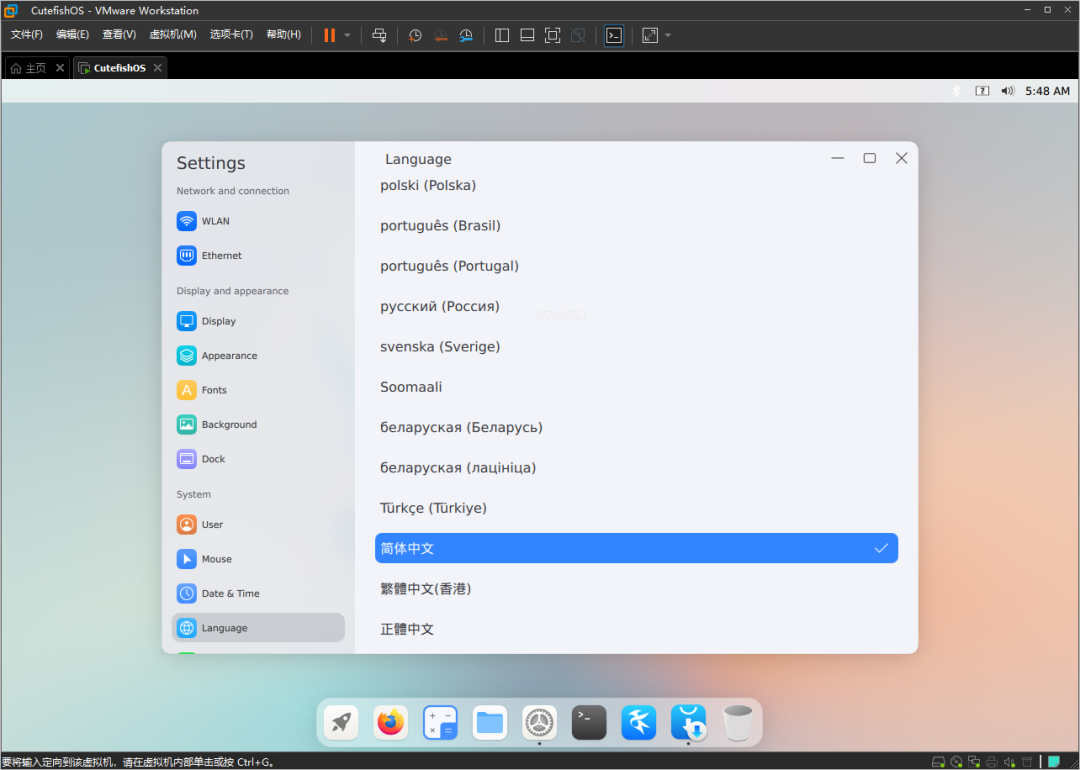 CutefishOS - VMware Workstation
文件(F) 编辑(E) 查看(V) 虚拟机(M) 选项卡(T) 帮助(H)
主页 CutefishOS
5:48 AM
Settings
Network and connection
WLAN
Ethernet
Display and appearance
Display
Appearance
Fonts
Background
Dock
System
User
Mouse
Date & Time
Language
Language
polski (Polska)
português (Brasil)
português (Portugal)
русский (Россия)
svenska (Sverige)
Soomaali
беларуская (Беларусь)
беларуская (лацініца)
Türkçe (Türkiye)
简体中文
繁體中文(香港)
正體中文
要将输入定向到该虚拟机，请在虚拟机内部单击或按 Ctrl+G。